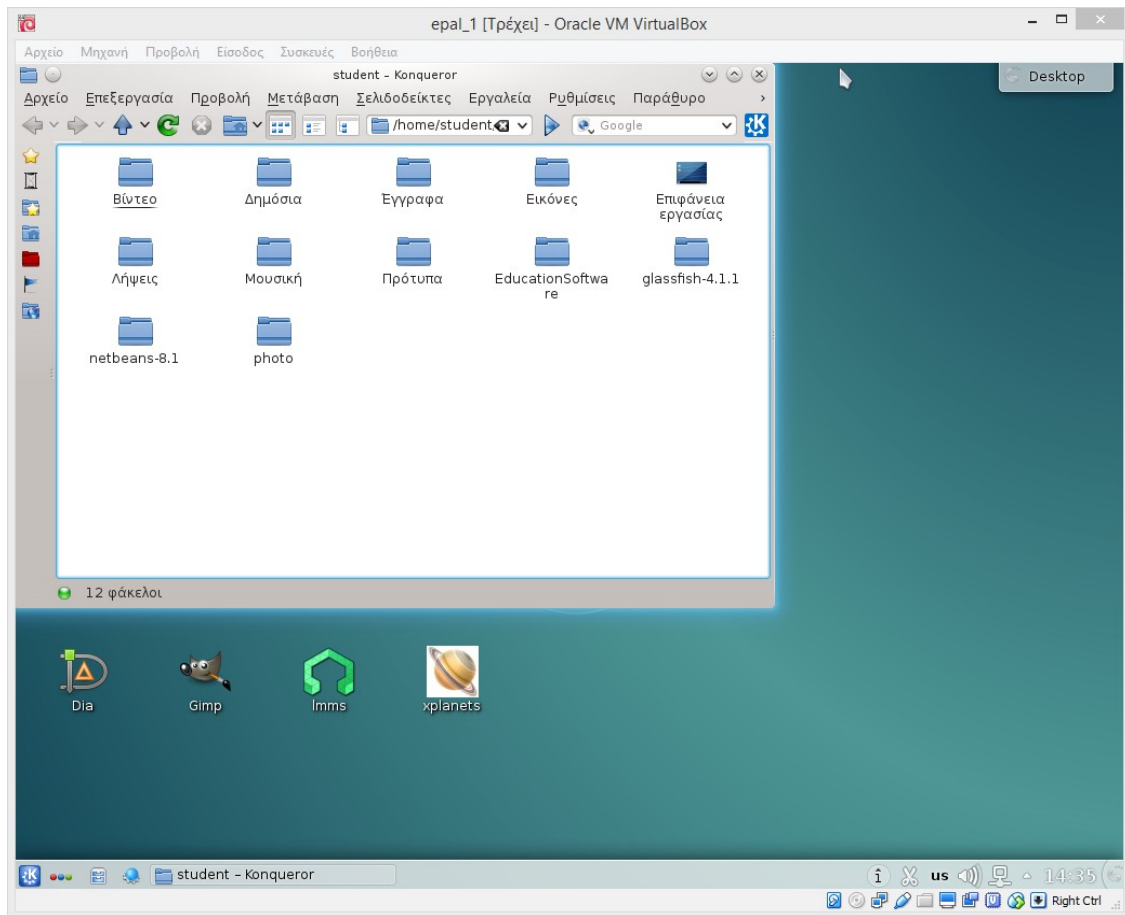 epal_1 [Τρέχει] - Oracle VM VirtualBox
Αρχείο Μηχανή Προβολή Είσοδος Συσκευές Βοήθεια
student – Konqueror
Desktop
Αρχείο Επεξεργασία Προβολή Μετάβαση Σελιδοδείκτες Εργαλεία Ρυθμίσεις Παράθυρο
/home/student Google
Βίντεο Δημόσια Έγγραφα Εικόνες Επιφάνεια
εργασίας
Λήψεις Μουσική Πρότυπα EducationSoftwa glassfish-4.1.1
re
netbeans-8.1 photo
12 φάκελοι
Dia Gimp lmms xplanets
student – Konqueror us 14:35
Right Ctrl